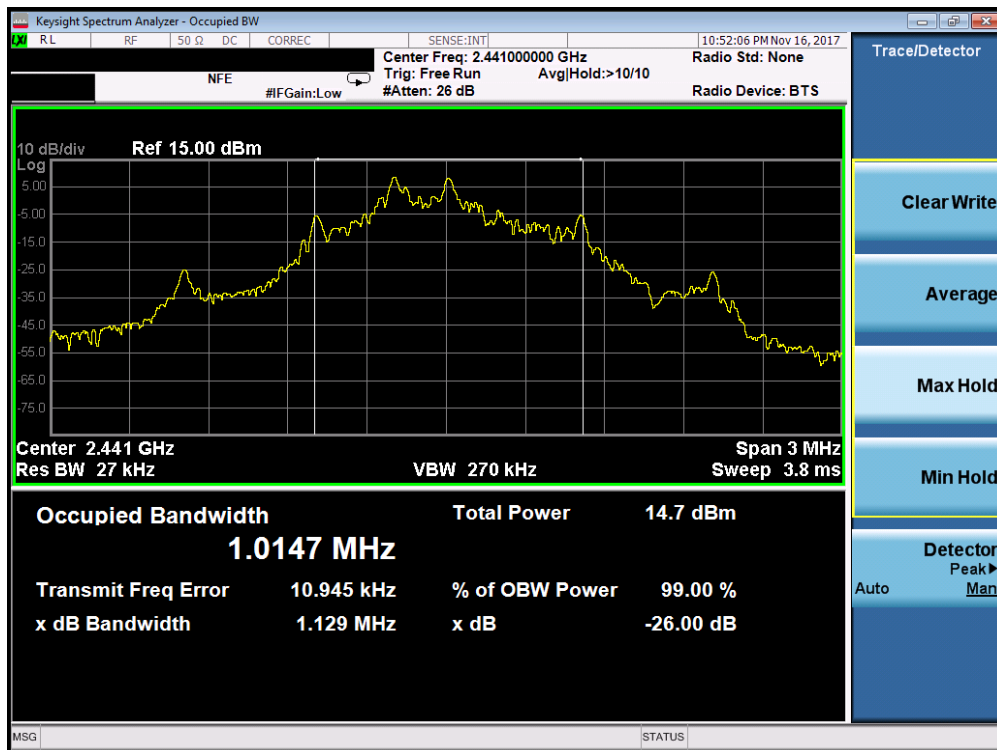 Keysight Spectrum Analyzer - Occupied BW
LXI RL RF 50 Ω DC CORREC SENSE:INT 10:52:06 PM Nov 16, 2017
Center Freq: 2.441000000 GHz Radio Std: None
NFE Trig: Free Run Avg|Hold:>10/10
#IFGain:Low #Atten: 26 dB Radio Device: BTS
10 dB/div Ref 15.00 dBm
Log
5.00
-5.00
-15.0
-25.0
-35.0
-45.0
-55.0
-65.0
-75.0
Center 2.441 GHz Span 3 MHz
Res BW 27 kHz VBW 270 kHz Sweep 3.8 ms
Occupied Bandwidth Total Power 14.7 dBm
1.0147 MHz
Transmit Freq Error 10.945 kHz % of OBW Power 99.00 %
x dB Bandwidth 1.129 MHz x dB -26.00 dB
MSG STATUS
Trace/Detector
Clear Write
Average
Max Hold
Min Hold
Detector
Peak▶
Auto Man